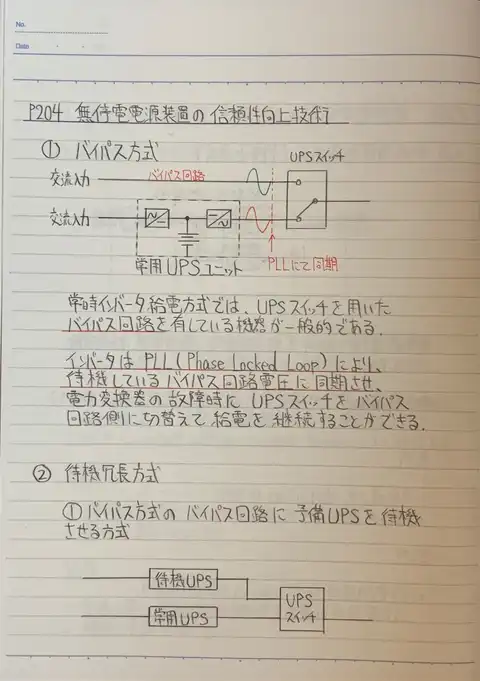 No.
Date
P204 無停電電源装置の信頼性向上技術
① バイパス方式
UPSスイッチ
交流入力
バイパス回路
交流入力
常用UPSユニット
PLLにて同期
常時インバータ給電方式では、UPSスイッチを用いた
バイパス回路を有している機器が一般的である.
インバータは PLL(Phase Locked Loop)により、
待機しているバイパス回路電圧に同期させ、
電力変換器の故障時に UPSスイッチをバイパス
回路側に切替えて給電を継続することができる.
② 待機冗長方式
①バイパス方式のバイパス回路に予備UPSを待機
させる方式
待機UPS
常用UPS
UPS
スイッチ